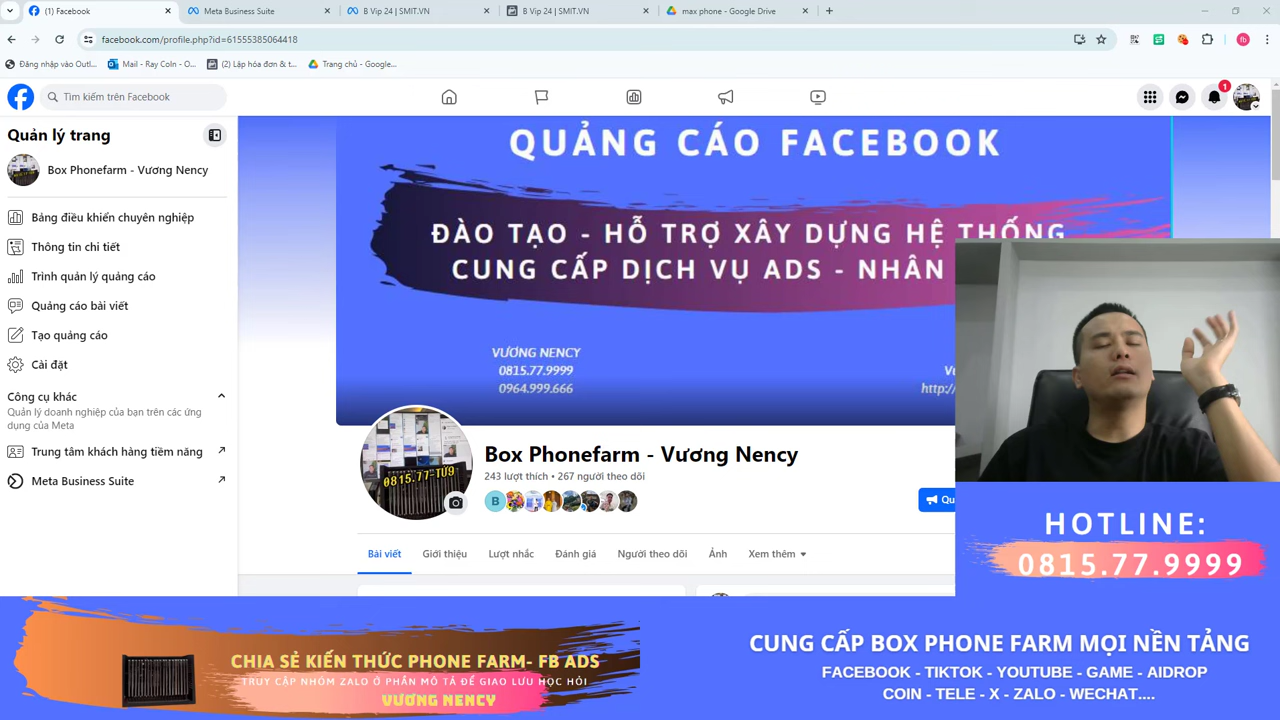 (1) Facebook
Meta Business Suite
B Vip 24 | SMIT.VN
B Vip 24 | SMIT.VN
max phone - Google Drive
facebook.com/profile.php?id=61555385064418
fb
Đăng nhập vào Outl...
Mail - Ray Coln - O...
(2) Lập hóa đơn & t...
Trang chủ - Google...
Tìm kiếm trên Facebook
1
Quản lý trang
Box Phonefarm - Vương Nency
Bảng điều khiển chuyên nghiệp
Thông tin chi tiết
Trình quản lý quảng cáo
Quảng cáo bài viết
Tạo quảng cáo
Cài đặt
Công cụ khác
Quản lý doanh nghiệp của bạn trên các ứng
dụng của Meta
Trung tâm khách hàng tiềm năng
Meta Business Suite
QUẢNG CÁO FACEBOOK
ĐÀO TẠO - HỖ TRỢ XÂY DỰNG HỆ THỐNG
CUNG CẤP DỊCH VỤ ADS - NHÂN
VƯƠNG NENCY
0815.77.9999
0964.999.666
http:/
0815.77-TU9
Box Phonefarm - Vương Nency
243 lượt thích • 267 người theo dõi
B
Qu
Bài viết
Giới thiệu
Lượt nhắc
Đánh giá
Người theo dõi
Ảnh
Xem thêm
HOTLINE:
0815.77.9999
CHIA SẺ KIẾN THỨC PHONE FARM- FB ADS
TRUY CẬP NHÓM ZALO Ở PHẦN MÔ TẢ ĐỂ GIAO LƯU HỌC HỎI
VƯƠNG NENCY
CUNG CẤP BOX PHONE FARM MỌI NỀN TẢNG
FACEBOOK - TIKTOK - YOUTUBE - GAME - AIDROP
COIN - TELE - X - ZALO - WECHAT....